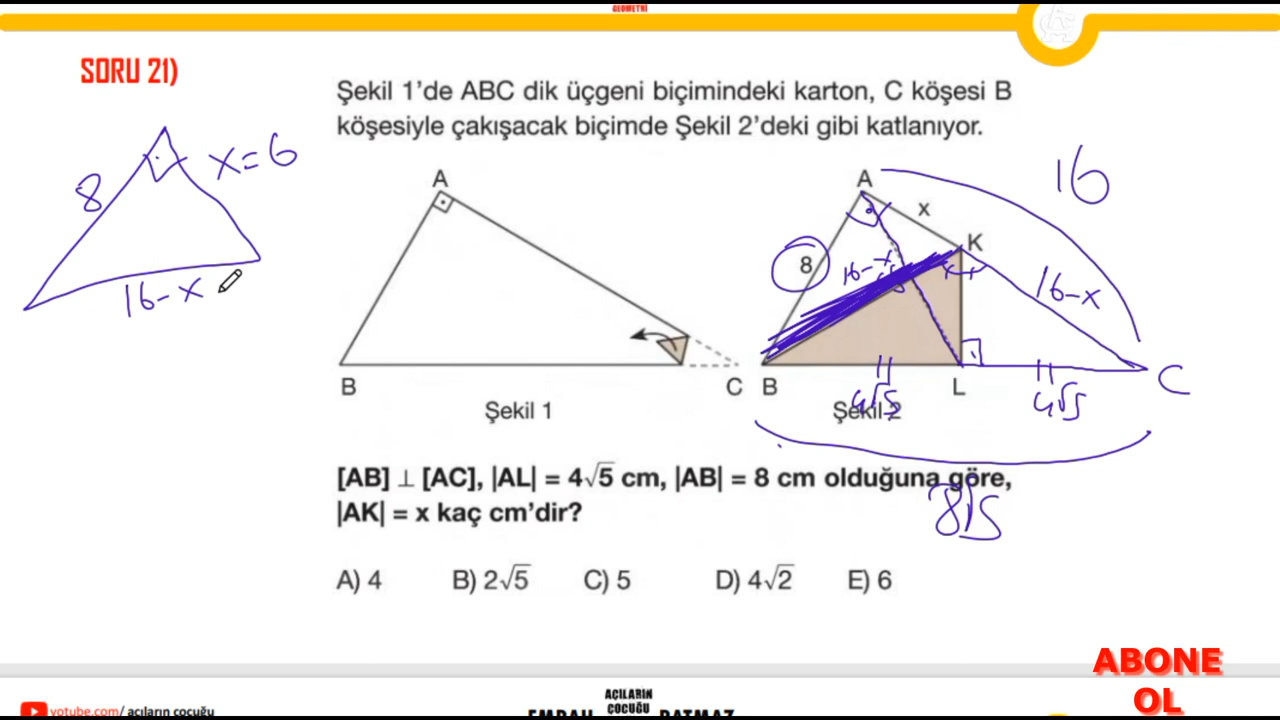 GEOMETRİ
SORU 21)
Şekil 1'de ABC dik üçgeni biçimindeki karton, C köşesi B
köşesiyle çakışacak biçimde Şekil 2'deki gibi katlanıyor.
8
x=6
16-x
A
B
C
Şekil 1
A
x
K
8
16-x
16-x
16
B
L
C
4√5
4√5
Şekil 2
8√5
[AB] ⊥ [AC], |AL| = 4√5 cm, |AB| = 8 cm olduğuna göre,
|AK| = x kaç cm'dir?
A) 4 B) 2√5 C) 5 D) 4√2 E) 6
ABONE
OL
youtube.com/ açıların çocuğu
AÇILARIN
ÇOCUĞU